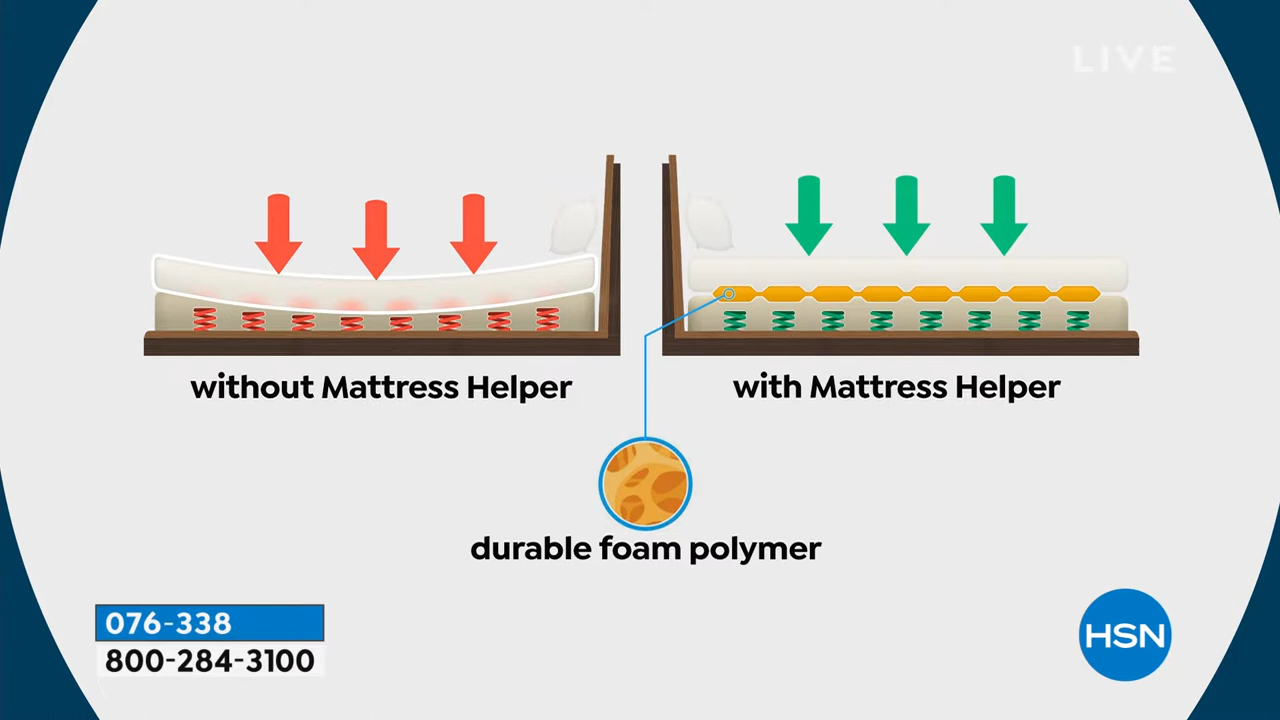 LIVE
without Mattress Helper
with Mattress Helper
durable foam polymer
076-338
800-284-3100
HSN